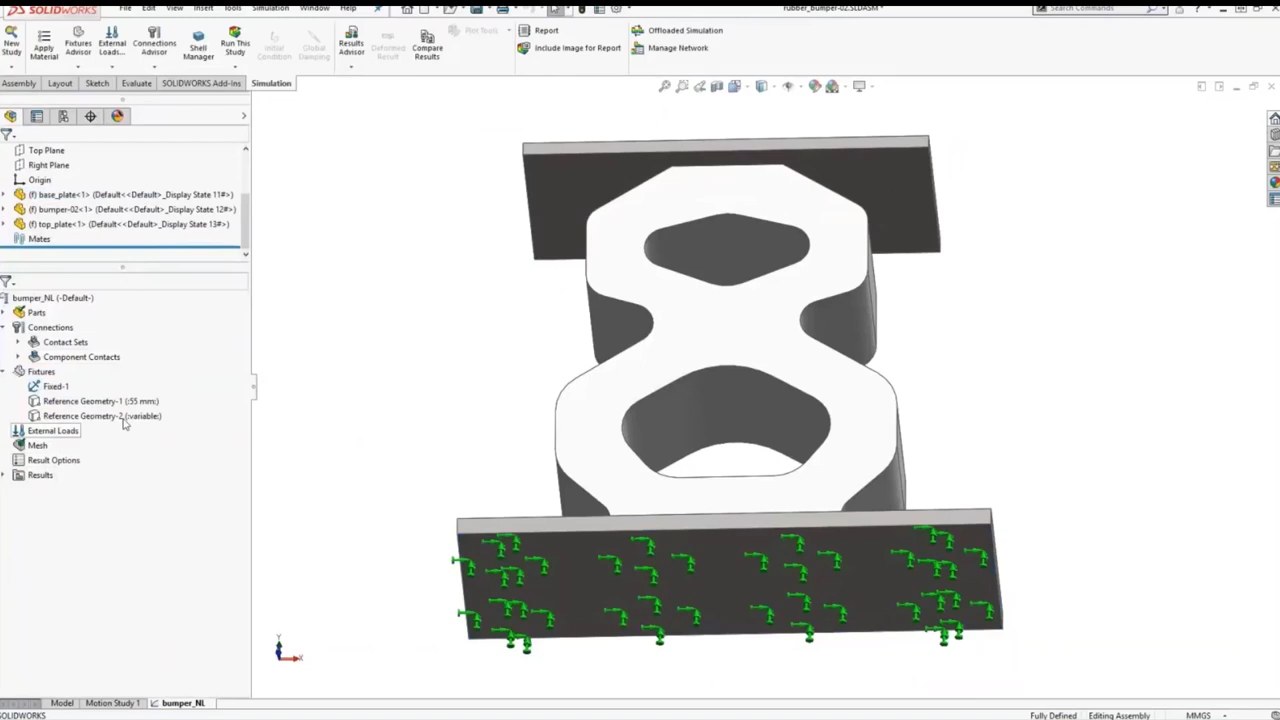 SOLIDWORKS File Edit View Insert Tools Simulation Window Help rubber_bumper-02.SLDASM * Search Commands
New Study Apply Material Fixtures Advisor External Loads... Connections Advisor Shell Manager Run This Study Initial Condition Global Damping Results Advisor Deformed Result Compare Results Plot Tools Report Offloaded Simulation
Include Image for Report Manage Network
Assembly Layout Sketch Evaluate SOLIDWORKS Add-Ins Simulation
Top Plane
Right Plane
Origin
(f) base_plate<1> (Default<<Default>_Display State 11#>)
(f) bumper-02<1> (Default<<Default>_Display State 12#>)
(f) top_plate<1> (Default<<Default>_Display State 13#>)
Mates
bumper_NL (-Default-)
Parts
Connections
Contact Sets
Component Contacts
Fixtures
Fixed-1
Reference Geometry-1 (:55 mm:)
Reference Geometry-2 (:variable:)
External Loads
Mesh
Result Options
Results
Y
X
Model Motion Study 1 bumper_NL
SOLIDWORKS Fully Defined Editing Assembly MMGS